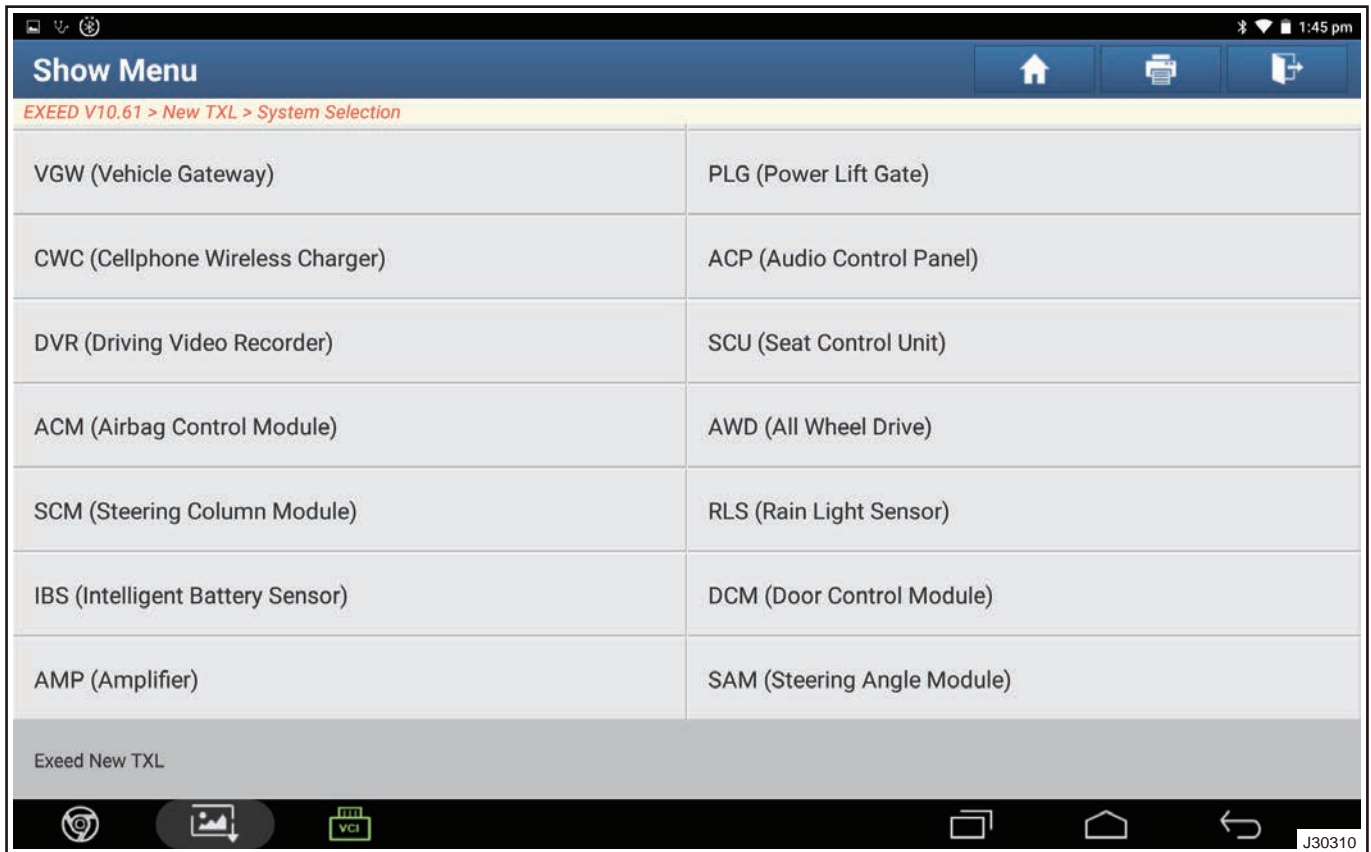 1:45 pm
Show Menu
EXEED V10.61 > New TXL > System Selection
VGW (Vehicle Gateway)
PLG (Power Lift Gate)
CWC (Cellphone Wireless Charger)
ACP (Audio Control Panel)
DVR (Driving Video Recorder)
SCU (Seat Control Unit)
ACM (Airbag Control Module)
AWD (All Wheel Drive)
SCM (Steering Column Module)
RLS (Rain Light Sensor)
IBS (Intelligent Battery Sensor)
DCM (Door Control Module)
AMP (Amplifier)
SAM (Steering Angle Module)
Exeed New TXL
VCI
J30310